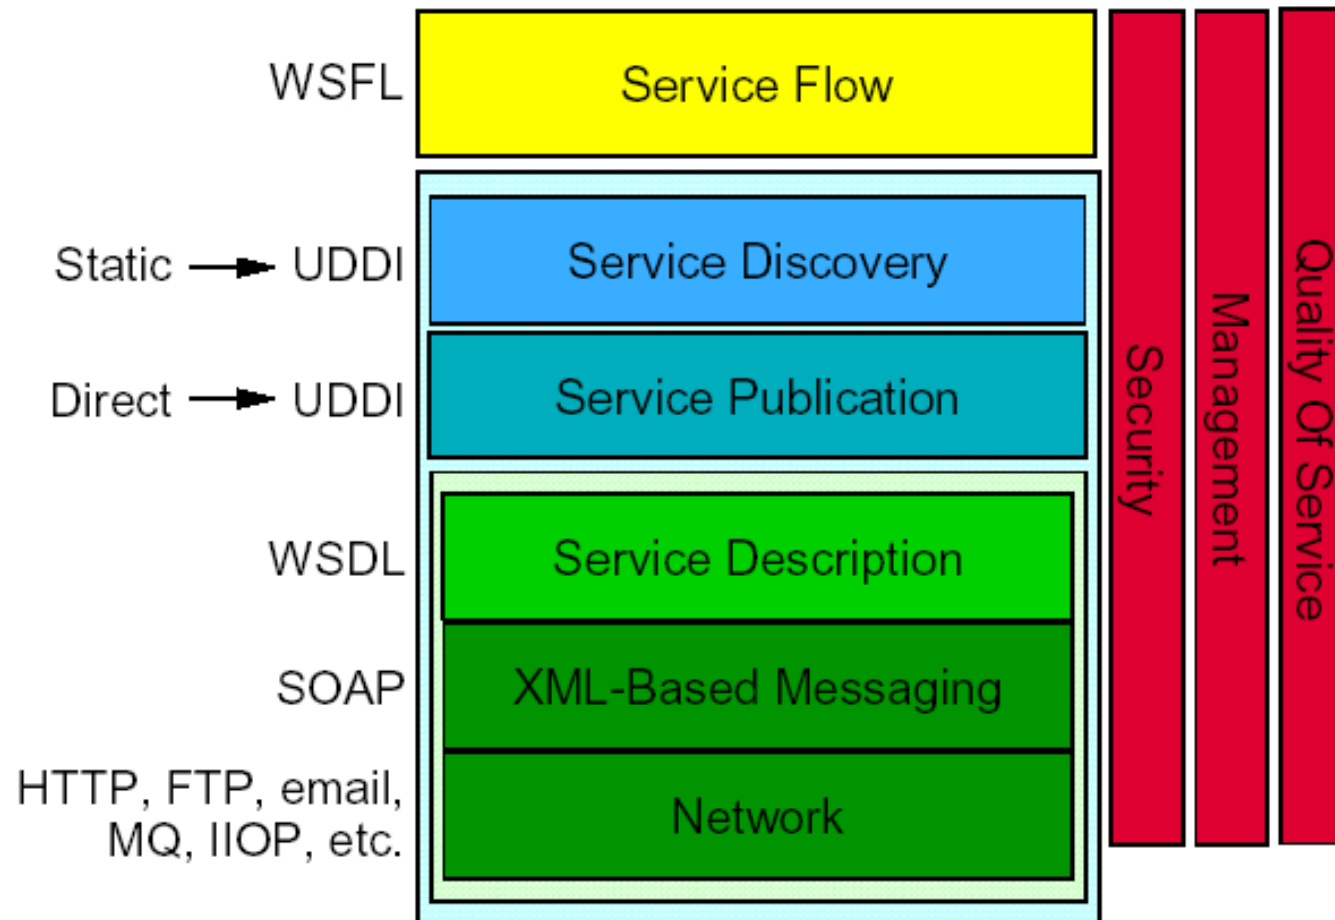 WSFL
Service Flow
Static
UDDI
Service Discovery
Direct
UDDI
Service Publication
WSDL
Service Description
SOAP
XML-Based Messaging
HTTP, FTP, email,
MQ, IIOP, etc.
Network
Security
Management
Quality Of Service